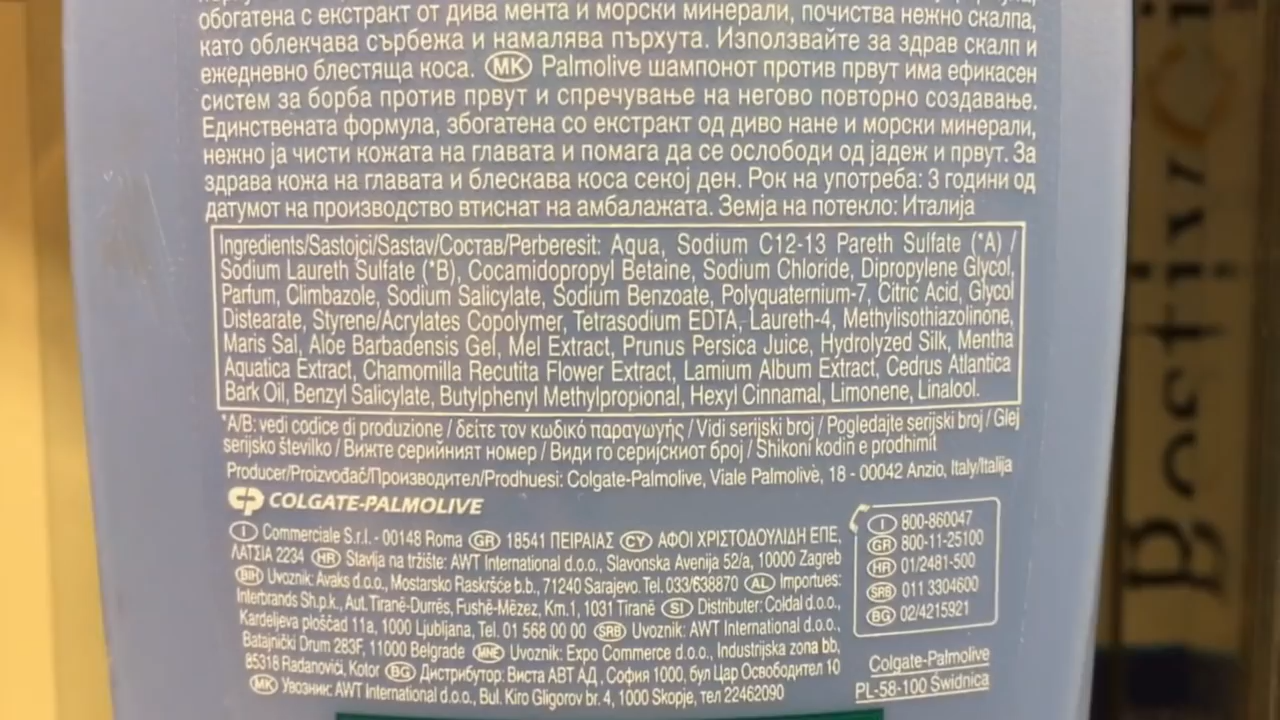 обогатена с екстракт от дива мента и морски минерали, почиства нежно скалпа,
като облекчава сърбежа и намалява пърхута. Използвайте за здрав скалп и
ежедневно блестяща коса. MK Palmolive шампонот против првут има ефикасен
систем за борба против првут и спречување на негово повторно создавање.
Единствената формула, збогатена со екстракт од диво нане и морски минерали,
нежно ја чисти кожата на главата и помага да се ослободи од јадеж и првут. За
здрава кожа на главата и блескава коса секој ден. Рок на употреба: 3 години од
датумот на производство втиснат на амбалажата. Земја на потекло: Италија
Ingredients/Sastojci/Sastav/Состав/Perberesit: Aqua, Sodium C12-13 Pareth Sulfate (*A) /
Sodium Laureth Sulfate (*B), Cocamidopropyl Betaine, Sodium Chloride, Dipropylene Glycol,
Parfum, Climbazole, Sodium Salicylate, Sodium Benzoate, Polyquaternium-7, Citric Acid, Glycol
Distearate, Styrene/Acrylates Copolymer, Tetrasodium EDTA, Laureth-4, Methylisothiazolinone,
Maris Sal, Aloe Barbadensis Gel, Mel Extract, Prunus Persica Juice, Hydrolyzed Silk, Mentha
Aquatica Extract, Chamomilla Recutita Flower Extract, Lamium Album Extract, Cedrus Atlantica
Bark Oil, Benzyl Salicylate, Butylphenyl Methylpropional, Hexyl Cinnamal, Limonene, Linalool.
*A/B: vedi codice di produzione / δείτε τον κωδικό παραγωγής / Vidi serijski broj / Pogledajte serijski broj / Glej
serijsko številko / Вижте серийният номер / Види го серискиот број / Shikoni kodin e prodhimit
Producer/Proizvođač/Производител/Prodhuesi: Colgate-Palmolive, Viale Palmolivè, 18 - 00042 Anzio, Italy/Italija
COLGATE-PALMOLIVE
I Commerciale S.r.l. - 00148 Roma GR 18541 ΠΕΙΡΑΙΑΣ CY ΑΦΟΙ ΧΡΙΣΤΟΔΟΥΛΙΔΗ ΕΠΕ,
ΛΑΤΣΙΑ 2234 HR Stavlja na tržište: AWT International d.o.o., Slavonska Avenija 52/a, 10000 Zagreb
BIH Uvoznik: Avaks d.o.o., Mostarsko Raskršće b.b., 71240 Sarajevo. Tel. 033/638870 AL Importues:
Interbrands Sh.p.k., Aut. Tiranë-Durrës, Fushë-Mëzez, Km.1, 1031 Tiranë SI Distributer: Coldal d.o.o.,
Kardeljeva ploščad 11a, 1000 Ljubljana, Tel. 01 568 00 00 SRB Uvoznik: AWT International d.o.o.,
Batajnički Drum 283F, 11000 Belgrade MNE Uvoznik: Expo Commerce d.o.o., Industrijska zona bb,
85318 Radanovići, Kotor BG Дистрибутор: Виста АВТ АД, София 1000, бул Цар Освободител 10
MK Увозник: AWT International d.o.o., Bul. Kiro Gligorov br. 4, 1000 Skopje, тел 22462090
I 800-860047
GR 800-11-25100
HR 01/2481-500
SRB 011 3304600
BG 02/4215921
Colgate-Palmolive
PL-58-100 Świdnica